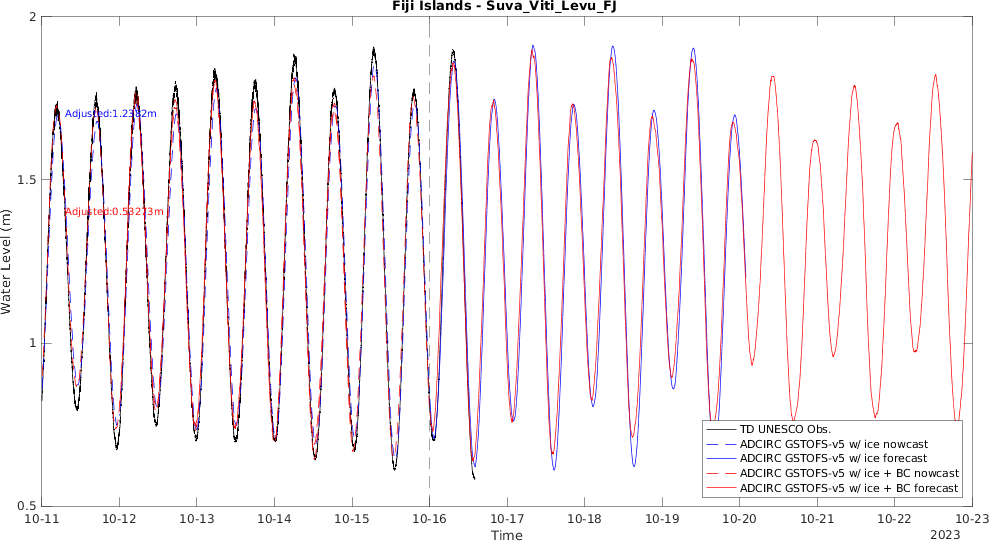 Fiji Islands - Suva_Viti_Levu_FJ
2
1.5
1
0.5
Water Level (m)
Adjusted:1.2382m
Adjusted:0.53273m
TD UNESCO Obs.
ADCIRC GSTOFS-v5 w/ ice nowcast
ADCIRC GSTOFS-v5 w/ ice forecast
ADCIRC GSTOFS-v5 w/ ice + BC nowcast
ADCIRC GSTOFS-v5 w/ ice + BC forecast
10-11 10-12 10-13 10-14 10-15 10-16 10-17 10-18 10-19 10-20 10-21 10-22 10-23
Time
2023